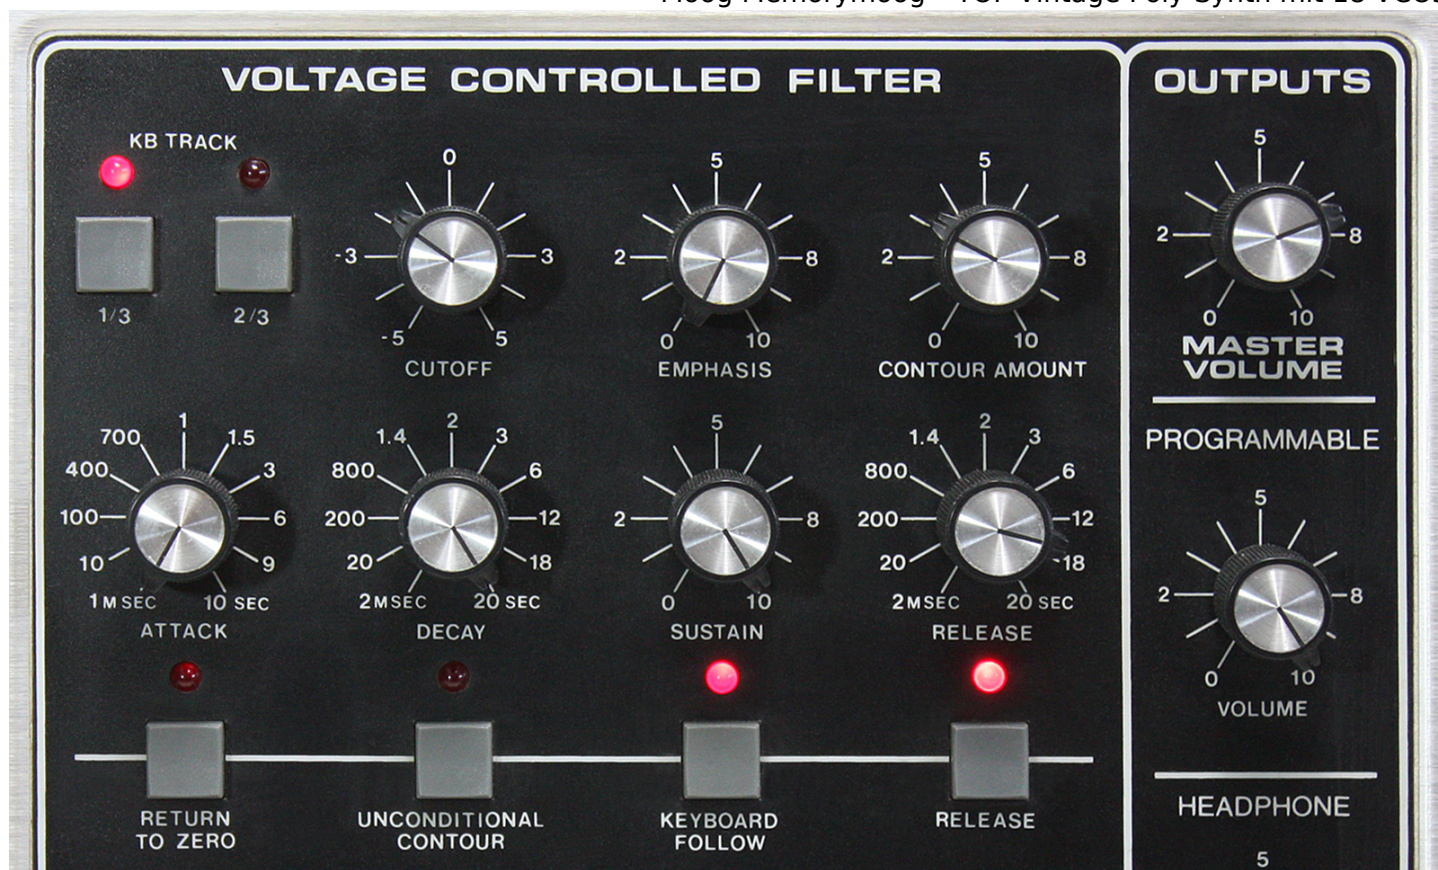 VOLTAGE CONTROLLED FILTER
KB TRACK
1/3
2/3
0
-3
3
-5
5
CUTOFF
5
2
8
0
10
EMPHASIS
5
2
8
0
10
CONTOUR AMOUNT
1
700
1.5
400
3
100
6
10
9
1 M SEC
10 SEC
ATTACK
2
1.4
3
800
6
200
12
20
18
2 M SEC
20 SEC
DECAY
5
2
8
0
10
SUSTAIN
2
1.4
3
800
6
200
12
20
18
2 M SEC
20 SEC
RELEASE
RETURN
TO ZERO
UNCONDITIONAL
CONTOUR
KEYBOARD
FOLLOW
RELEASE
OUTPUTS
5
2
8
0
10
MASTER
VOLUME
PROGRAMMABLE
5
2
8
0
10
VOLUME
HEADPHONE
5